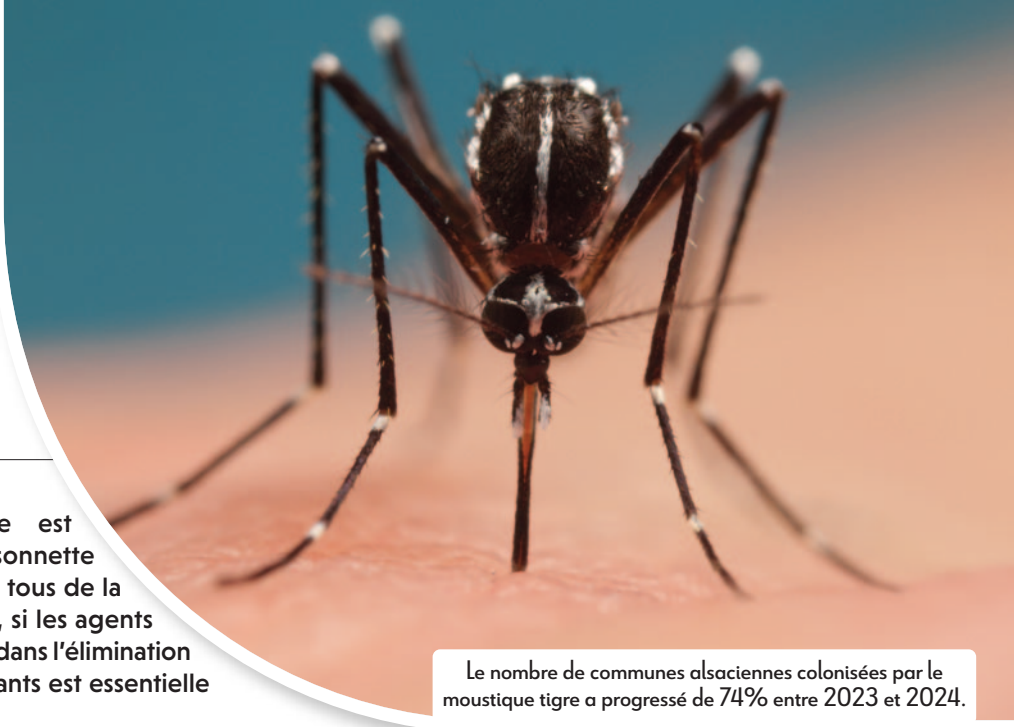 e est
sonnette
tous de la
, si les agents
dans l'élimination
ants est essentielle
Le nombre de communes alsaciennes colonisées par le
moustique tigre a progressé de 74% entre 2023 et 2024.